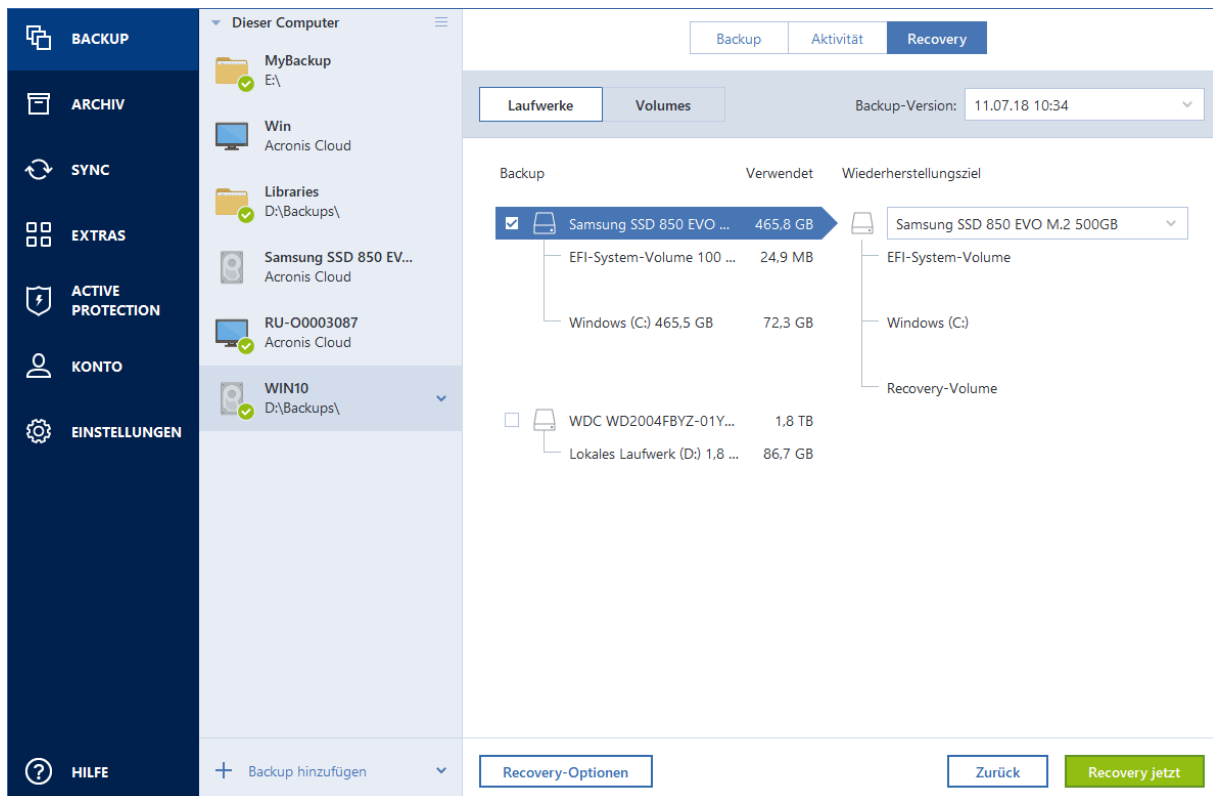 BACKUP
ARCHIV
SYNC
EXTRAS
ACTIVE
PROTECTION
KONTO
EINSTELLUNGEN
HILFE
Dieser Computer
MyBackup
E:\
Win
Acronis Cloud
Libraries
D:\Backups\
Samsung SSD 850 EV...
Acronis Cloud
RU-O0003087
Acronis Cloud
WIN10
D:\Backups\
Backup hinzufügen
Backup Aktivität Recovery
Laufwerke Volumes Backup-Version: 11.07.18 10:34
Backup Verwendet Wiederherstellungsziel
Samsung SSD 850 EVO ... 465,8 GB Samsung SSD 850 EVO M.2 500GB
EFI-System-Volume 100 ... 24,9 MB EFI-System-Volume
Windows (C:) 465,5 GB 72,3 GB Windows (C:)
Recovery-Volume
WDC WD2004FBYZ-01Y... 1,8 TB
Lokales Laufwerk (D:) 1,8 ... 86,7 GB
Recovery-Optionen Zurück Recovery jetzt